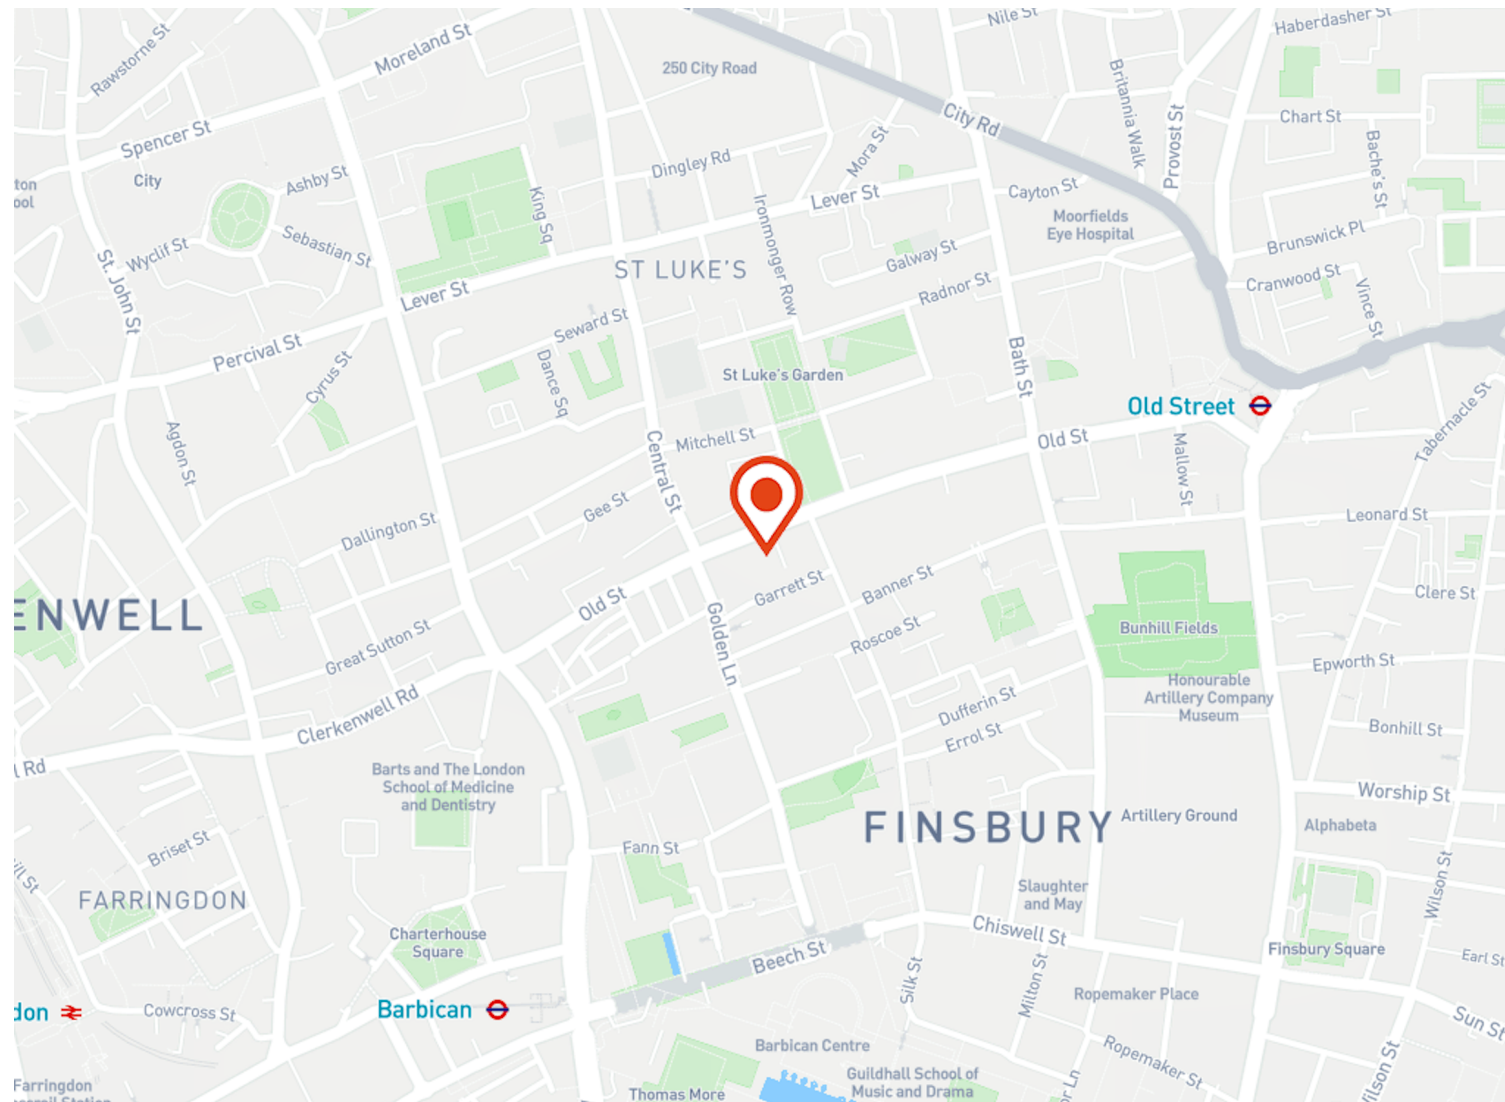 Nile St
Haberdasher St
Rawstorne St
Moreland St
250 City Road
Britannia Walk
City Rd
Provost St
Chart St
Bache's St
Spencer St
City
Ashby St
Dingley Rd
Mora St
ton
ool
King Sq
Ironmonger Row
Lever St
Cayton St
Moorfields
Eye Hospital
Brunswick Pl
Wyclif St
Sebastian St
St. John St
ST LUKE'S
Galway St
Radnor St
Cranwood St
Vince St
Lever St
Seward St
Percival St
Cyrus St
Dance Sq
St Luke's Garden
Bath St
Old Street
Tabernacle St
Agdon St
Central St
Mitchell St
Old St
Mallow St
Gee St
Dallington St
Leonard St
Garrett St
Banner St
Clere St
ENWELL
Old St
Golden Ln
Roscoe St
Bunhill Fields
Great Sutton St
Epworth St
Honourable
Artillery Company
Museum
Clerkenwell Rd
Dufferin St
Errol St
Bonhill St
l Rd
Barts and The London
School of Medicine
and Dentistry
Worship St
FINSBURY
Artillery Ground
Alphabeta
Briset St
Fann St
ill St
FARRINGDON
Slaughter
and May
Wilson St
Charterhouse
Square
Chiswell St
Beech St
Finsbury Square
Earl St
Silk St
Milton St
Ropemaker Place
don
Cowcross St
Barbican
Sun St
Barbican Centre
Ropemaker St
Wilson St
Farringdon
Guildhall School of
Music and Drama
or Ln
Thomas More